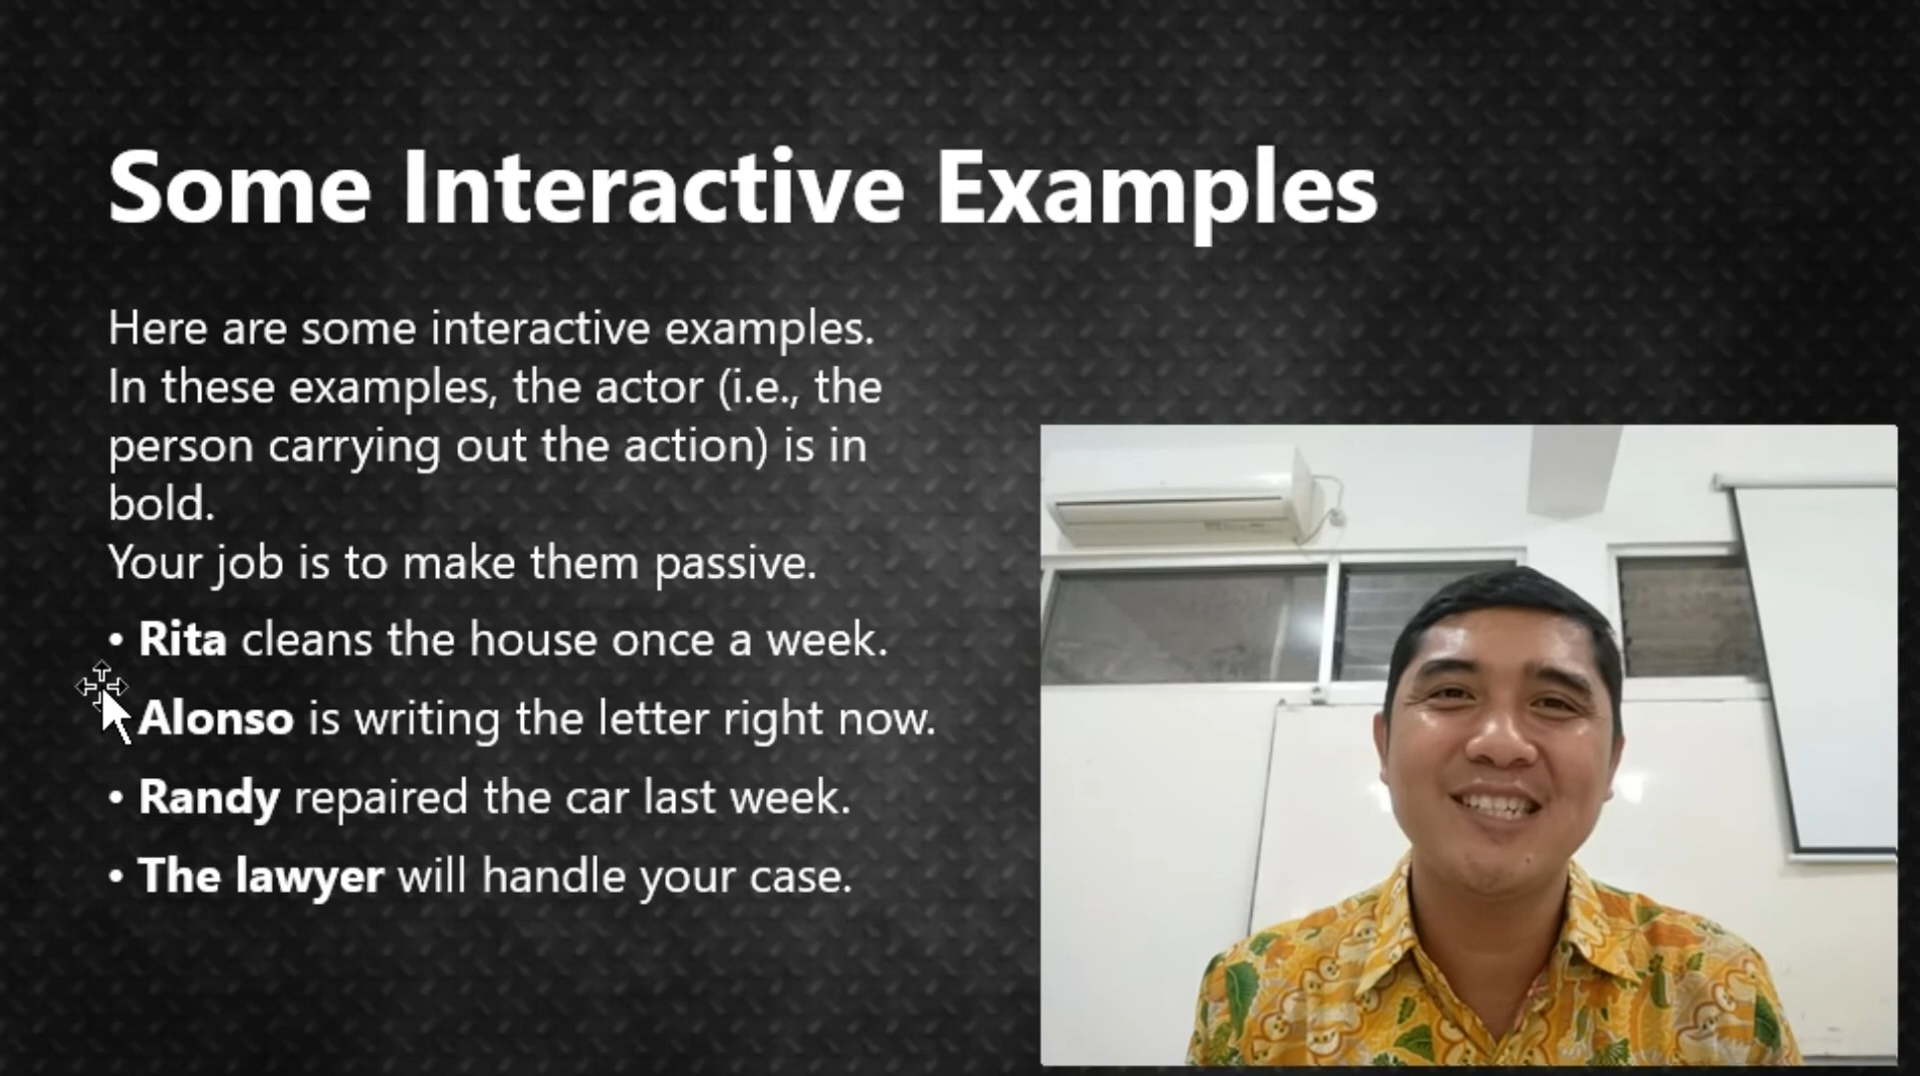 Some Interactive Examples
Here are some interactive examples.
In these examples, the actor (i.e., the
person carrying out the action) is in
bold.
Your job is to make them passive.
• Rita cleans the house once a week.
Alonso is writing the letter right now.
• Randy repaired the car last week.
• The lawyer will handle your case.